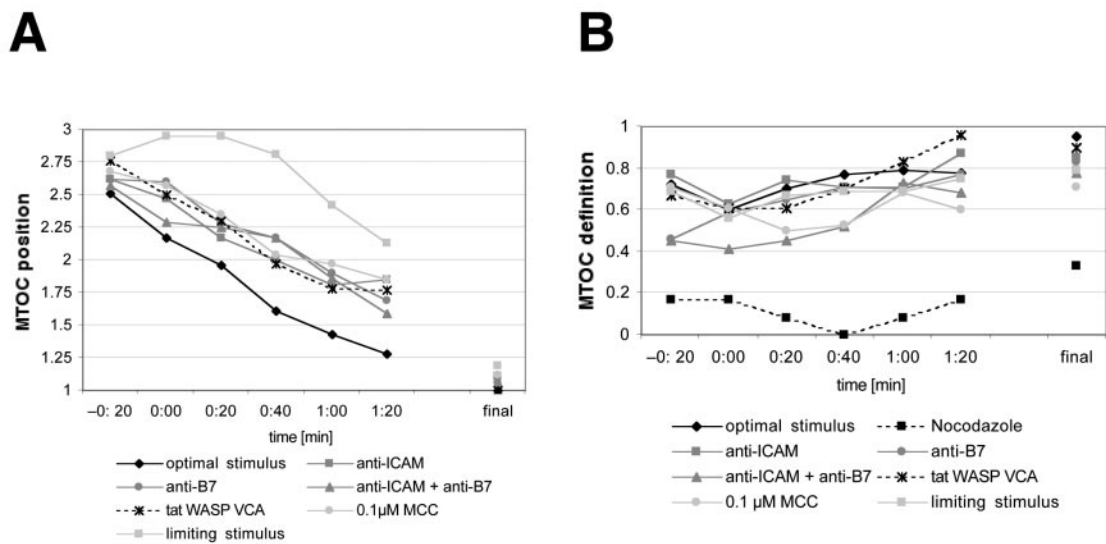 A
B
MTOC position
3
2.75
2.5
2.25
2
1.75
1.5
1.25
1
–0: 20 0:00 0:20 0:40 1:00 1:20 final
time [min]
optimal stimulus anti-ICAM
anti-B7 anti-ICAM + anti-B7
tat WASP VCA 0.1µM MCC
limiting stimulus
MTOC definition
1
0.8
0.6
0.4
0.2
0
–0: 20 0:00 0:20 0:40 1:00 1:20 final
time [min]
optimal stimulus Nocodazole
anti-ICAM anti-B7
anti-ICAM + anti-B7 tat WASP VCA
0.1 µM MCC limiting stimulus